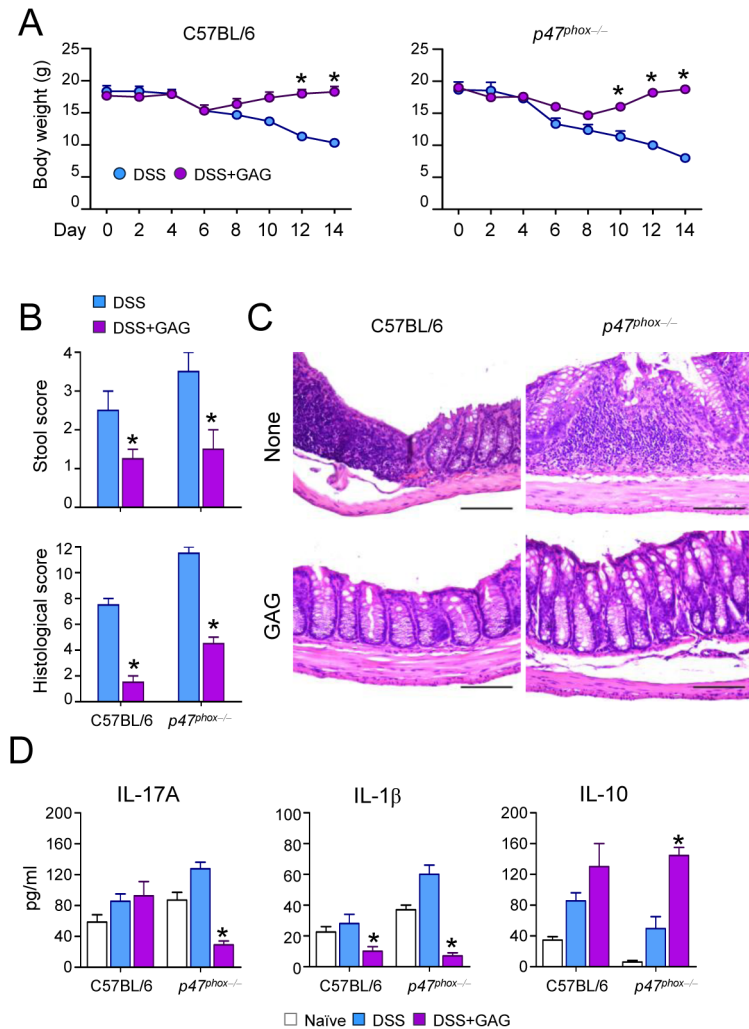 A
C57BL/6
p47phox–/–
Body weight (g)
25
20
15
10
5
0
DSS
DSS+GAG
*
*
Day
0 2 4 6 8 10 12 14
25
20
15
10
5
0
*
*
*
0 2 4 6 8 10 12 14
B
DSS
DSS+GAG
Stool score
4
3
2
1
0
*
*
Histological score
12
10
8
6
4
2
0
*
*
C57BL/6
p47phox–/–
C
C57BL/6
p47phox–/–
None
GAG
D
IL-17A
pg/ml
200
160
120
80
40
0
*
C57BL/6
p47phox–/–
IL-1β
100
80
60
40
20
0
*
*
C57BL/6
p47phox–/–
IL-10
200
160
120
80
40
0
*
C57BL/6
p47phox–/–
Naïve
DSS
DSS+GAG